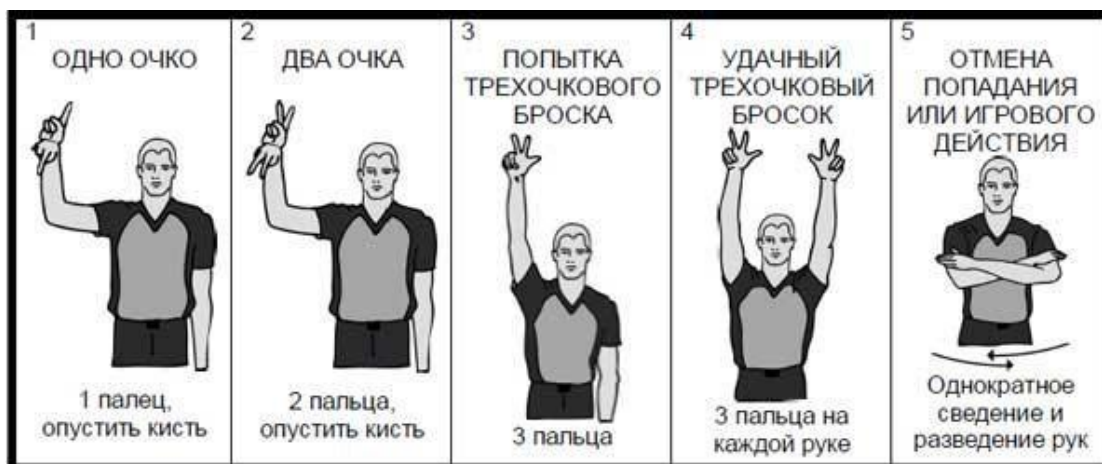 1
ОДНО ОЧКО
1 палец,
опустить кисть
2
ДВА ОЧКА
2 пальца,
опустить кисть
3
ПОПЫТКА
ТРЕХОЧКОВОГО
БРОСКА
3 пальца
4
УДАЧНЫЙ
ТРЕХОЧКОВЫЙ
БРОСОК
3 пальца на
каждой руке
5
ОТМЕНА
ПОПАДАНИЯ
ИЛИ ИГРОВОГО
ДЕЙСТВИЯ
Однократное
сведение и
разведение рук